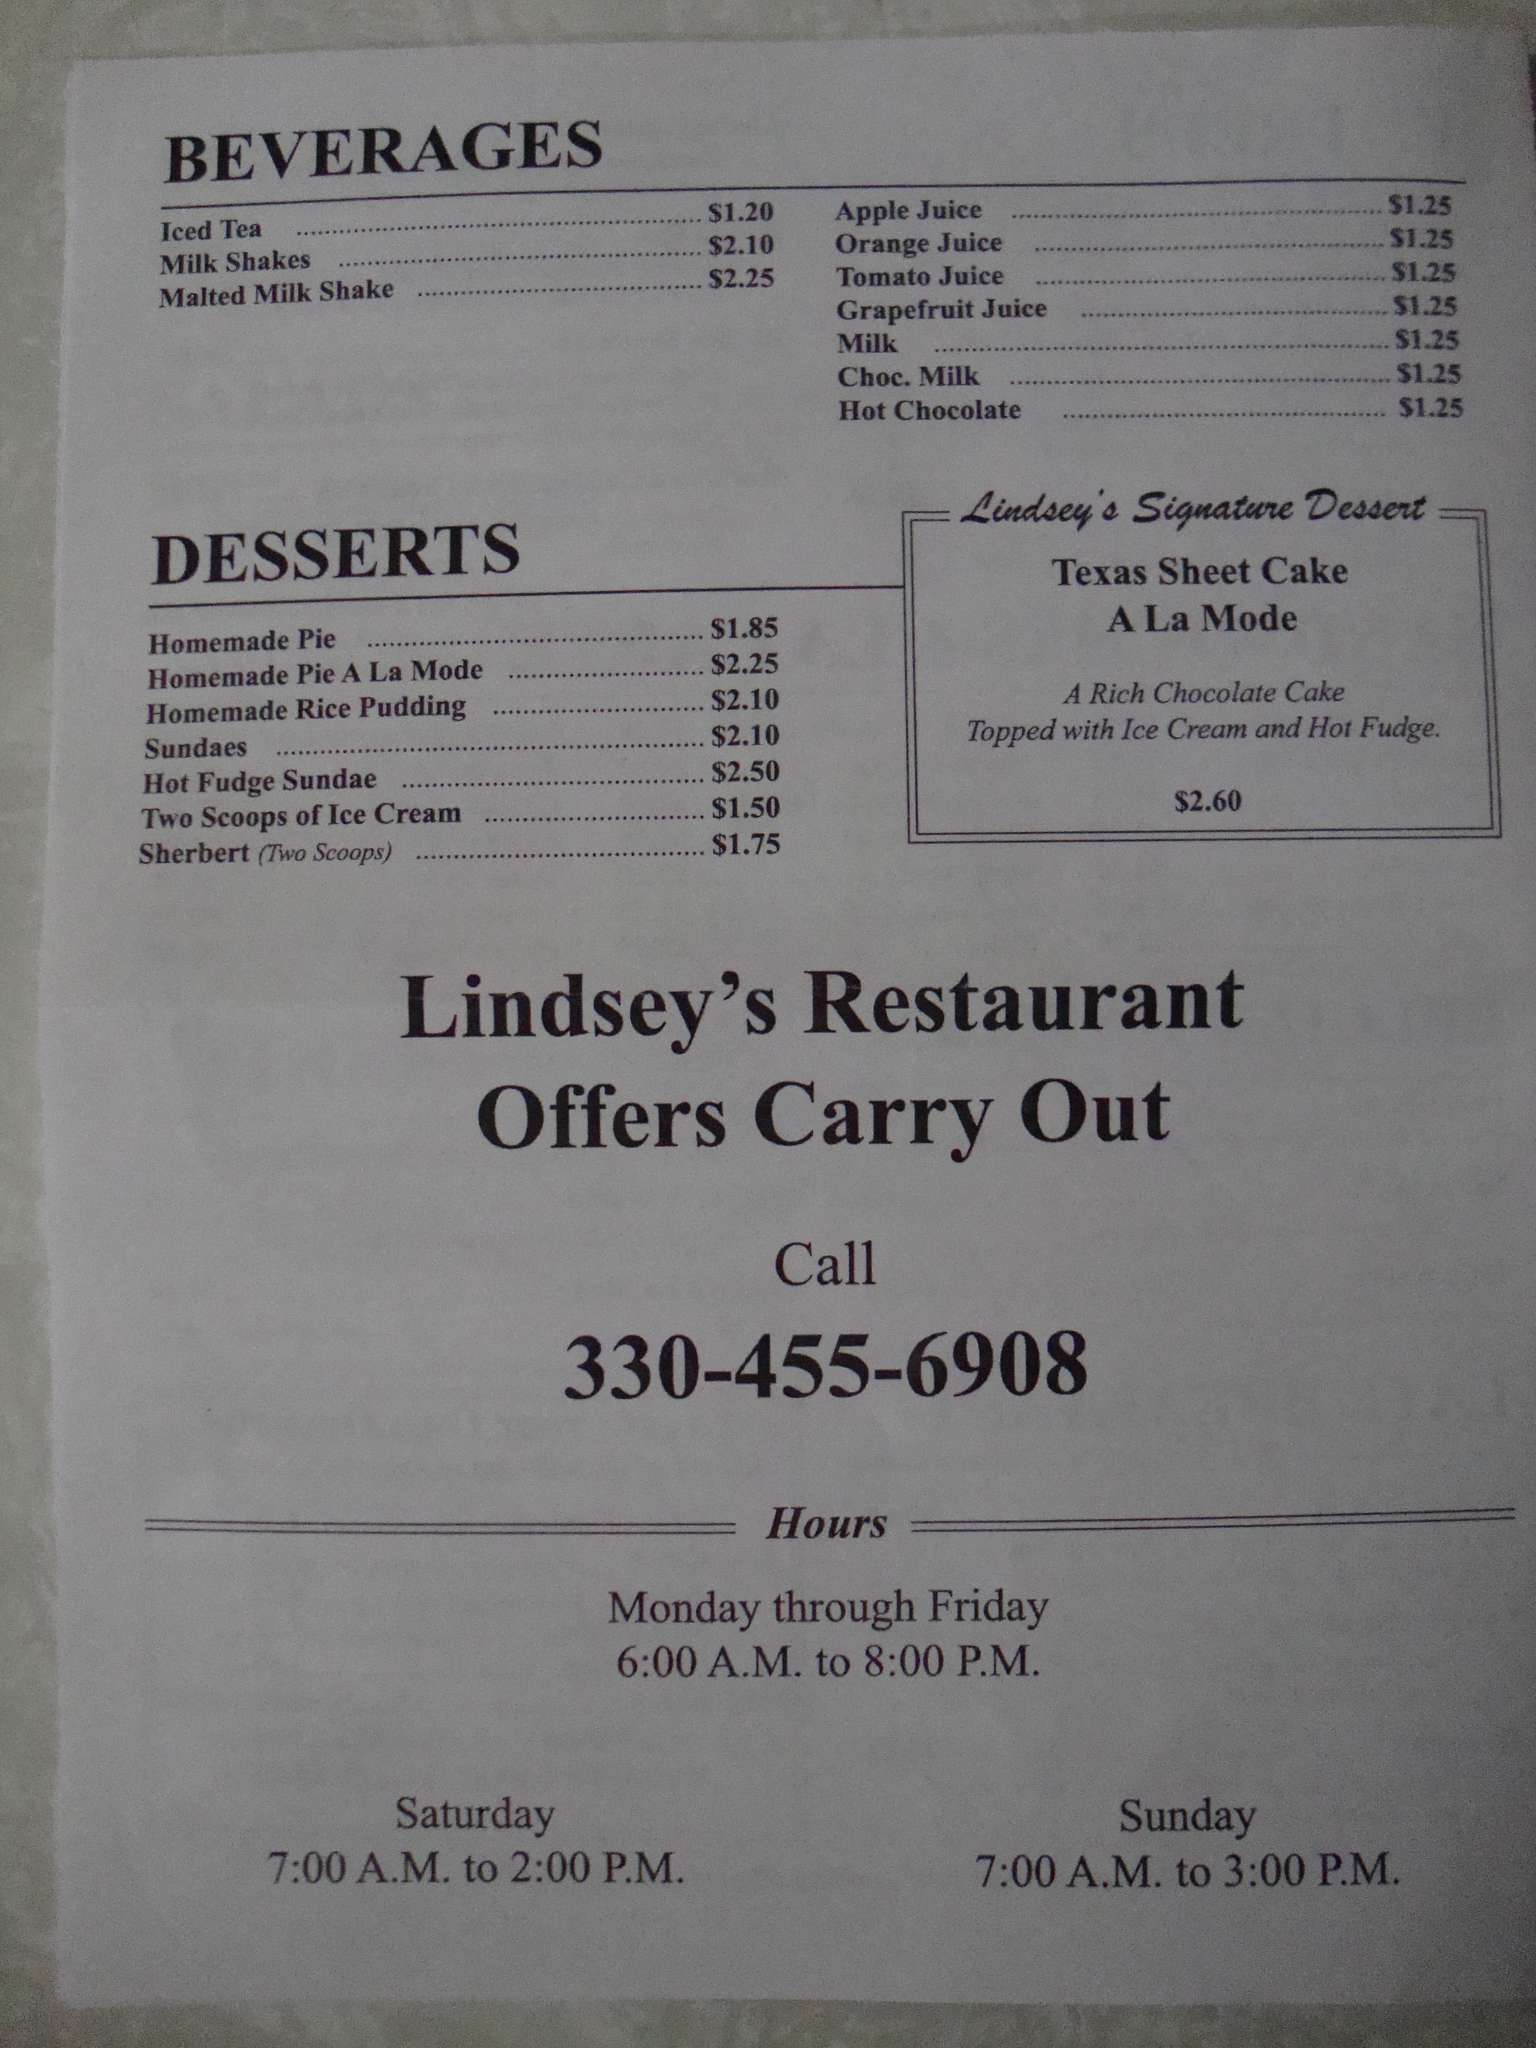 BEVERAGES
Iced Tea ........ $1.20
Milk Shakes ........ $2.10
Malted Milk Shake ........ $2.25
Apple Juice ........ $1.25
Orange Juice ........ $1.25
Tomato Juice ........ $1.25
Grapefruit Juice ........ $1.25
Milk ........ $1.25
Choc. Milk ........ $1.25
Hot Chocolate ........ $1.25
DESSERTS
Homemade Pie ........ $1.85
Homemade Pie A La Mode ........ $2.25
Homemade Rice Pudding ........ $2.10
Sundaes ........ $2.10
Hot Fudge Sundae ........ $2.50
Two Scoops of Ice Cream ........ $1.50
Sherbert (Two Scoops) ........ $1.75
Lindsey's Signature Dessert
Texas Sheet Cake
A La Mode
A Rich Chocolate Cake
Topped with Ice Cream and Hot Fudge.
$2.60
Lindsey's Restaurant
Offers Carry Out
Call
330-455-6908
Hours
Monday through Friday
6:00 A.M. to 8:00 P.M.
Saturday
7:00 A.M. to 2:00 P.M.
Sunday
7:00 A.M. to 3:00 P.M.